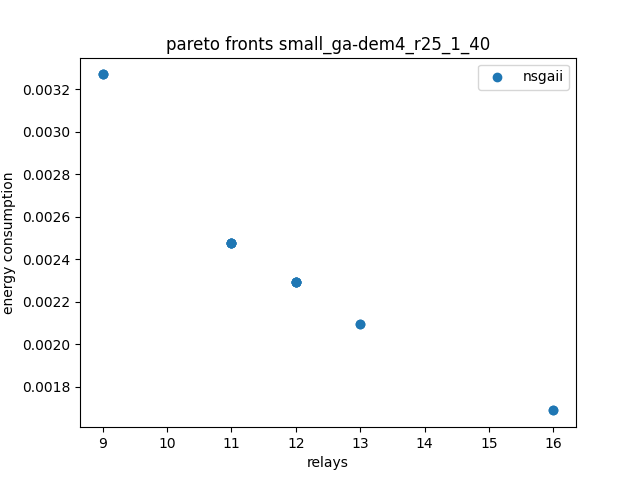 pareto fronts small_ga-dem4_r25_1_40
nsgaii
energy consumption
0.0032
0.0030
0.0028
0.0026
0.0024
0.0022
0.0020
0.0018
9 10 11 12 13 14 15 16
relays